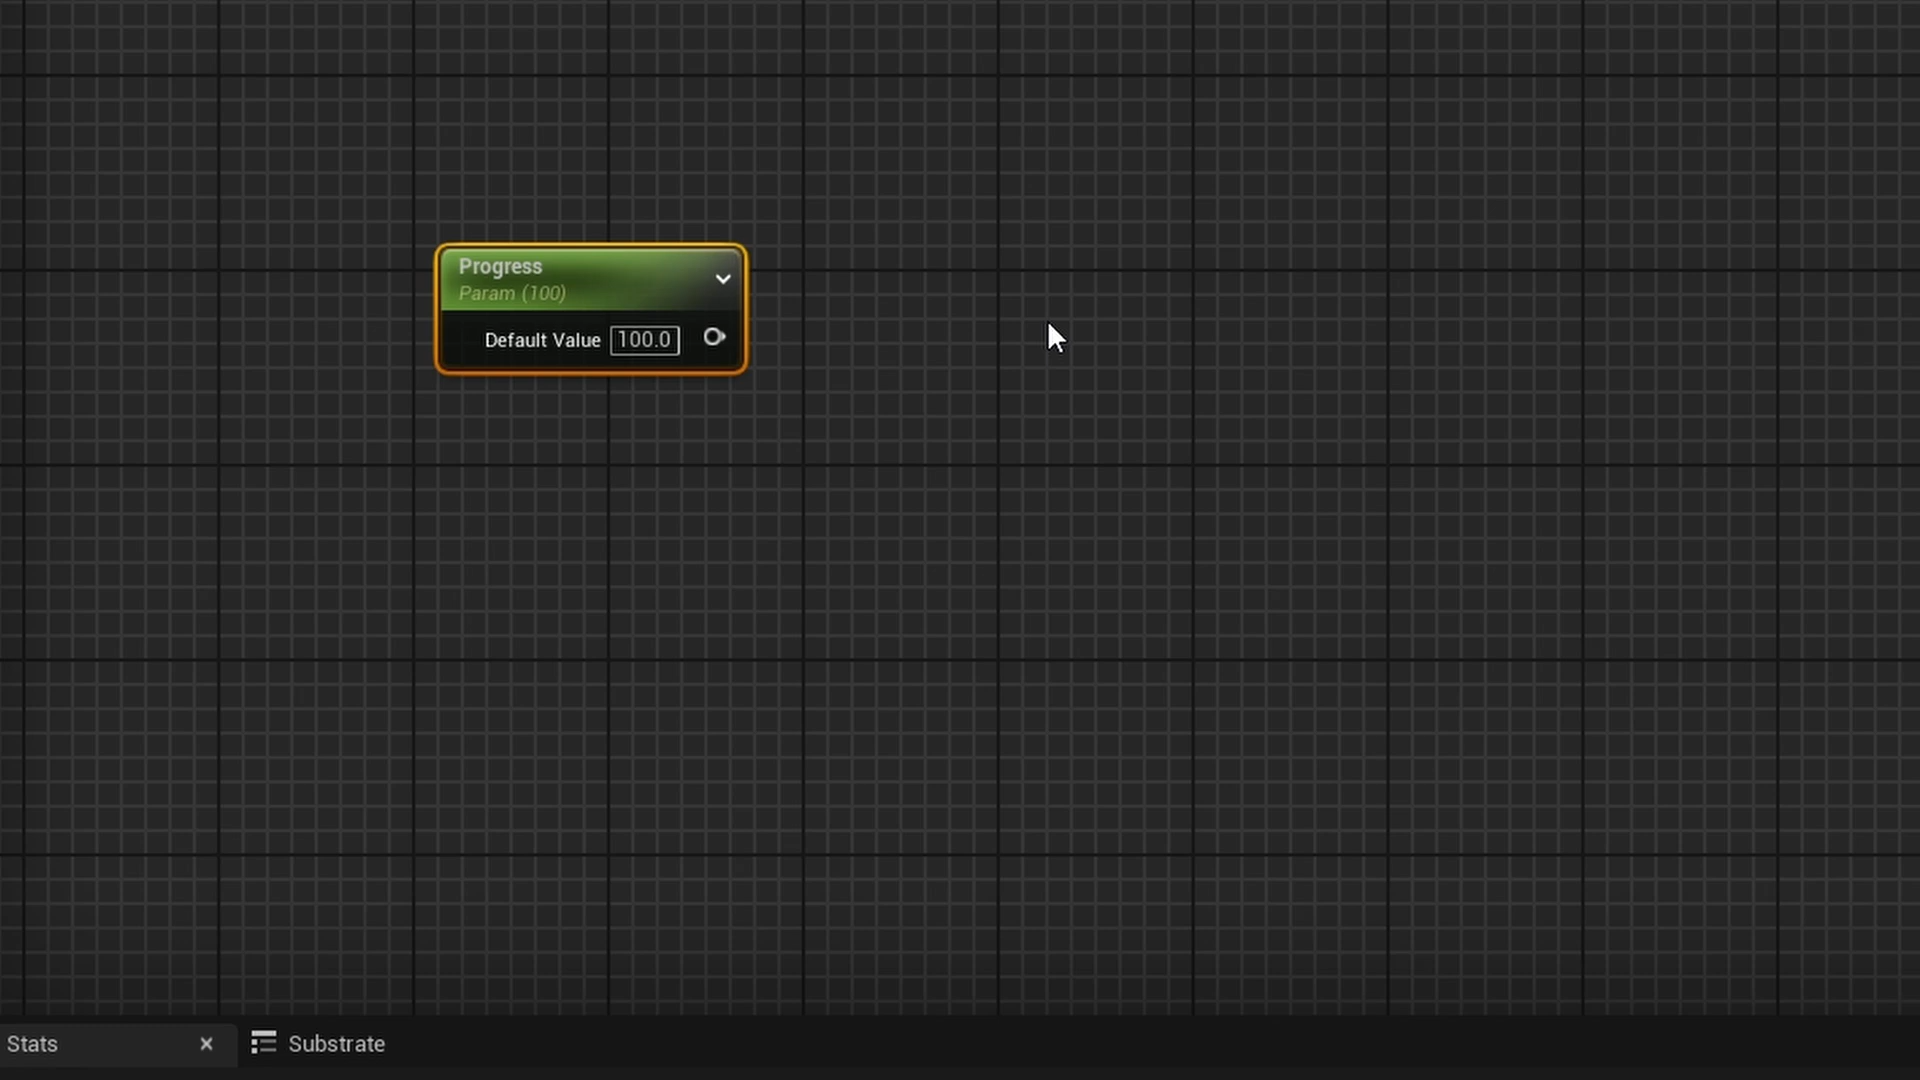 Progress
Param (100)
Default Value 100.0
Stats
Substrate